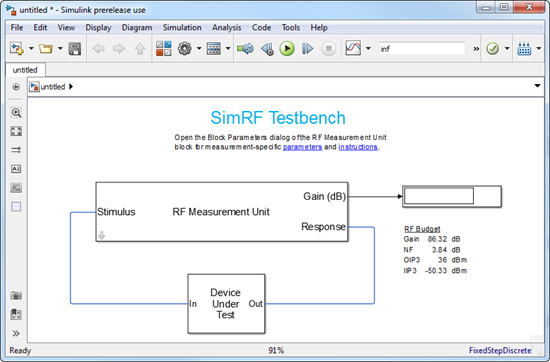 untitled * - Simulink prerelease use
File Edit View Display Diagram Simulation Analysis Code Tools Help
inf
untitled
untitled
SimRF Testbench
Open the Block Parameters dialog of the RF Measurement Unit
block for measurement-specific parameters and instructions.
Gain (dB)
Stimulus RF Measurement Unit
Response
RF Budget
Gain 86.32 dB
NF 3.84 dB
OIP3 36 dBm
IIP3 -50.33 dBm
Device
In Under Out
Test
Ready 91% FixedStepDiscrete